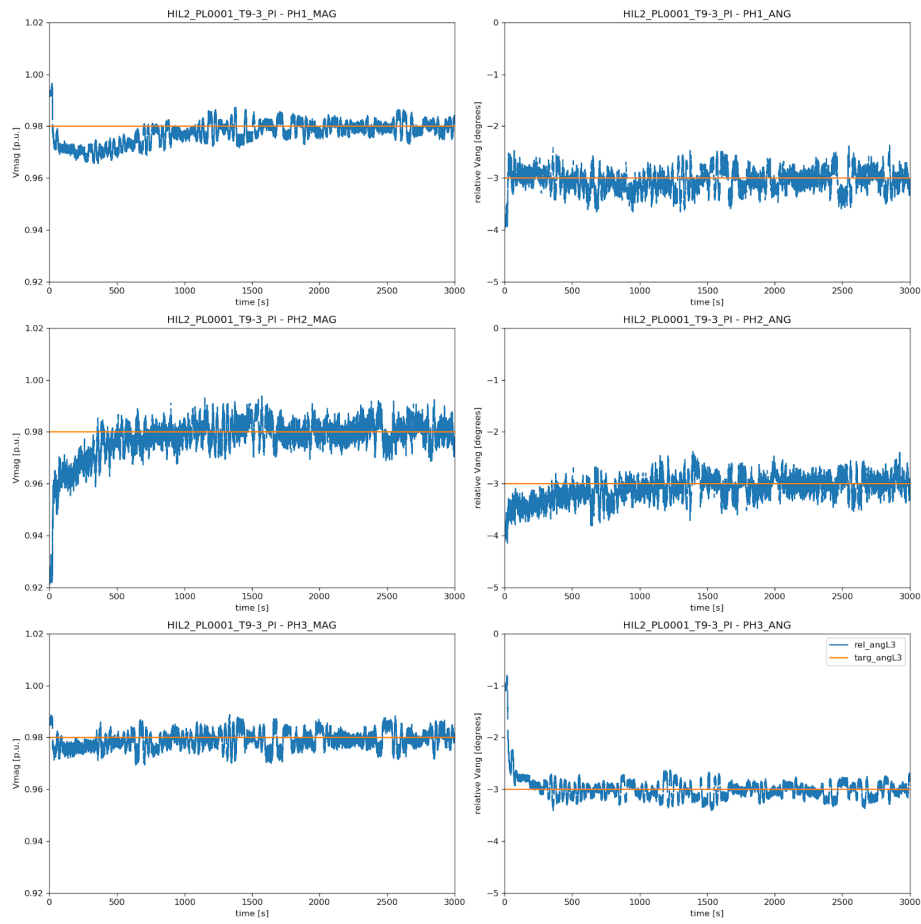 HIL2_PL0001_T9-3_PI - PH1_MAG
1.02
1.00
0.98
0.96
0.94
0.92
Vmag [p.u.]
0 500 1000 1500 2000 2500 3000
time [s]
HIL2_PL0001_T9-3_PI - PH1_ANG
0
−1
−2
−3
−4
−5
relative Vang [degrees]
0 500 1000 1500 2000 2500 3000
time [s]
HIL2_PL0001_T9-3_PI - PH2_MAG
1.02
1.00
0.98
0.96
0.94
0.92
Vmag [p.u.]
0 500 1000 1500 2000 2500 3000
time [s]
HIL2_PL0001_T9-3_PI - PH2_ANG
0
−1
−2
−3
−4
−5
relative Vang [degrees]
0 500 1000 1500 2000 2500 3000
time [s]
HIL2_PL0001_T9-3_PI - PH3_MAG
1.02
1.00
0.98
0.96
0.94
0.92
Vmag [p.u.]
0 500 1000 1500 2000 2500 3000
time [s]
HIL2_PL0001_T9-3_PI - PH3_ANG
0
−1
−2
−3
−4
−5
relative Vang [degrees]
rel_angL3
targ_angL3
0 500 1000 1500 2000 2500 3000
time [s]